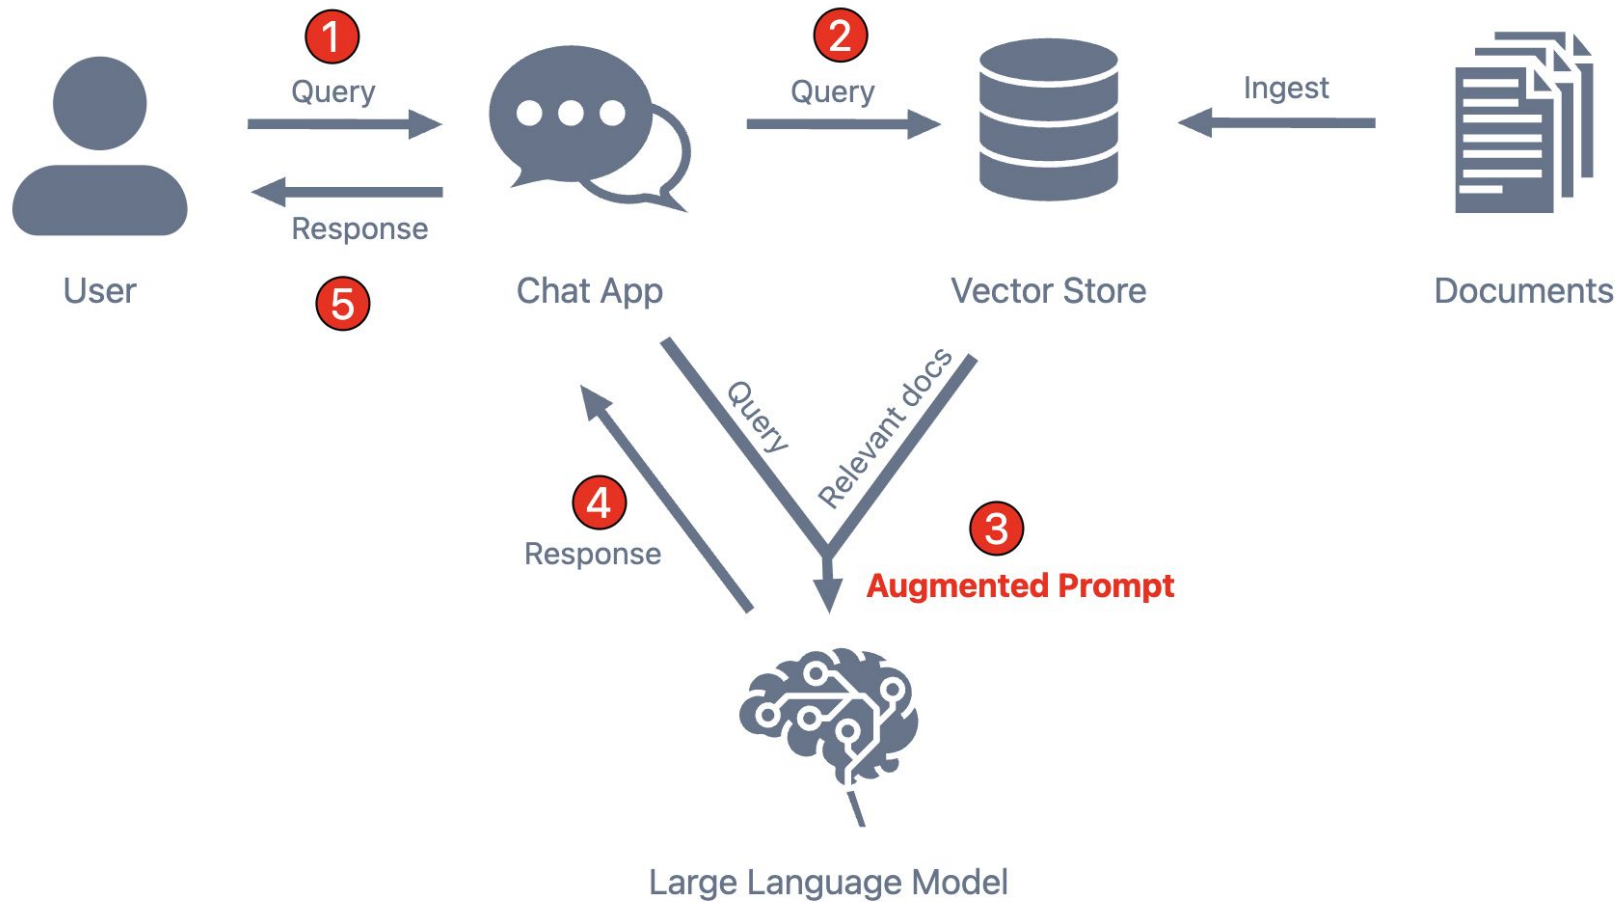 1
Query
2
Query
Ingest
Response
5
User
Chat App
Vector Store
Documents
Query
Relevant docs
4
Response
3
Augmented Prompt
Large Language Model